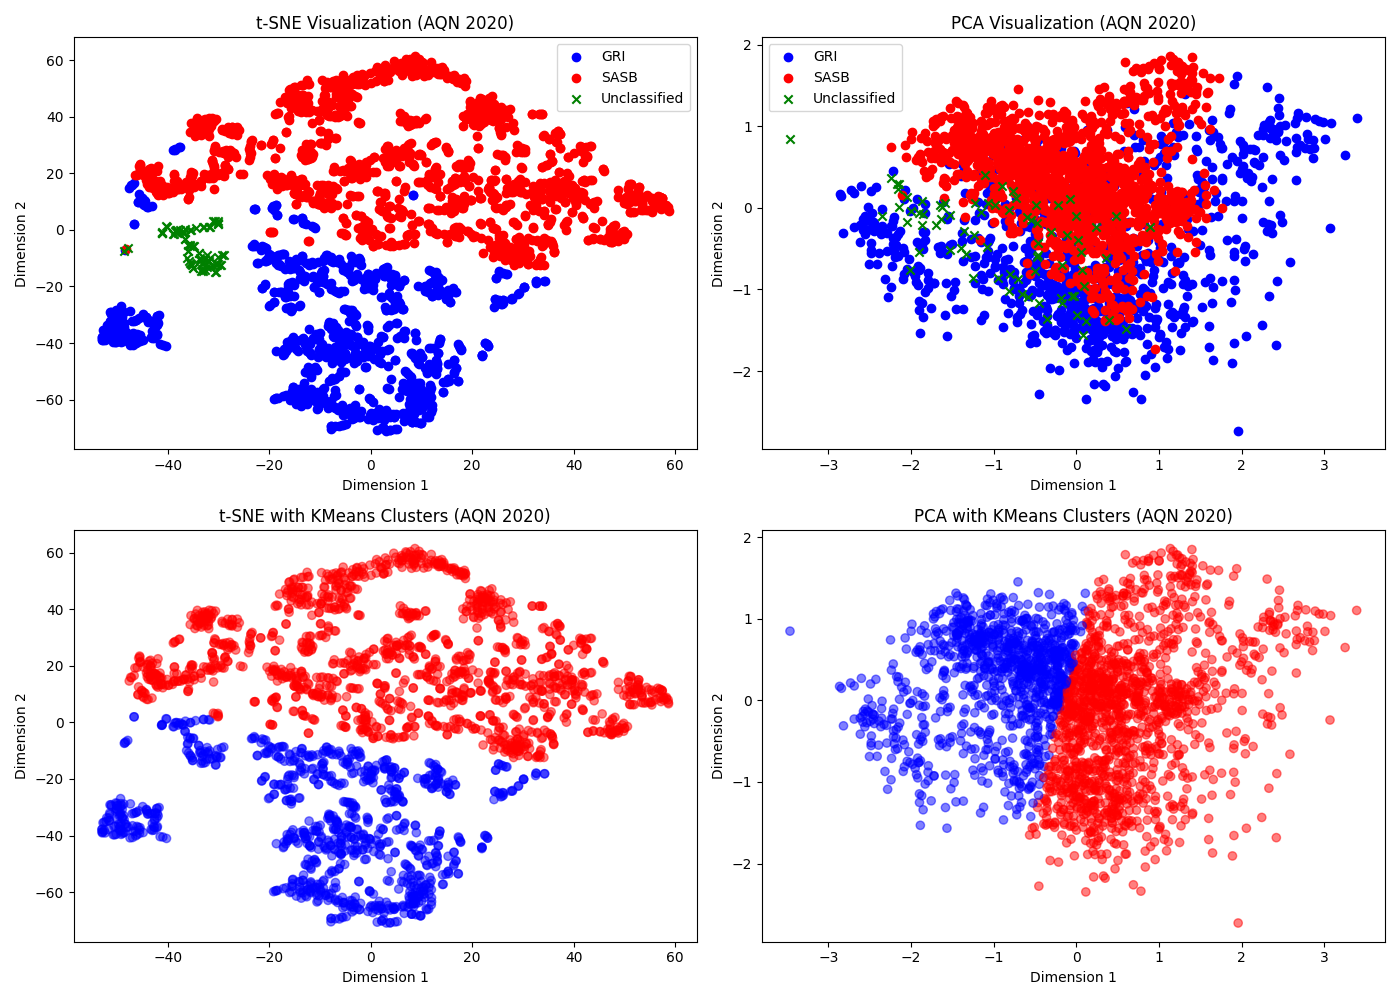 t-SNE Visualization (AQN 2020)
60
40
20
0
−20
−40
−60
Dimension 2
GRI
SASB
Unclassified
−40
−20
0
20
40
60
Dimension 1
PCA Visualization (AQN 2020)
2
1
0
−1
−2
Dimension 2
GRI
SASB
Unclassified
−3
−2
−1
0
1
2
3
Dimension 1
t-SNE with KMeans Clusters (AQN 2020)
60
40
20
0
−20
−40
−60
Dimension 2
−40
−20
0
20
40
60
Dimension 1
PCA with KMeans Clusters (AQN 2020)
2
1
0
−1
−2
Dimension 2
−3
−2
−1
0
1
2
3
Dimension 1